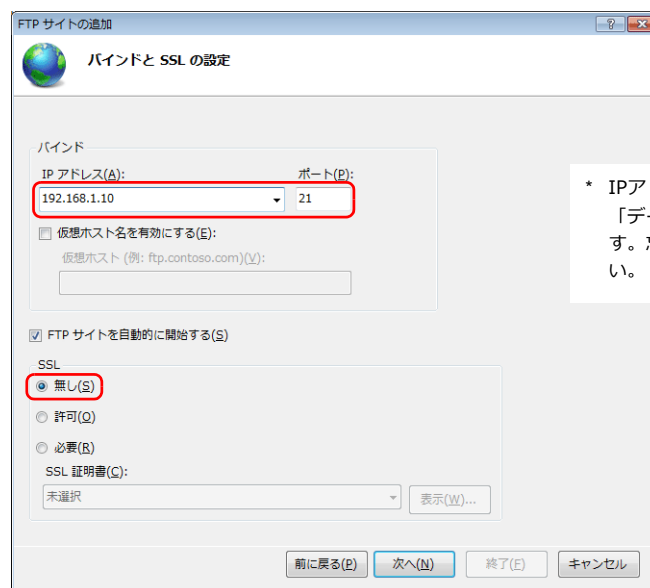 FTP サイトの追加
バインドと SSL の設定
バインド
IP アドレス(A):
ポート(P):
192.168.1.10
21
仮想ホスト名を有効にする(E):
仮想ホスト (例: ftp.contoso.com)(V):
FTP サイトを自動的に開始する(S)
SSL
無し(S)
許可(O)
必要(R)
SSL 証明書(C):
未選択
表示(W)...
前に戻る(P)
次へ(N)
終了(F)
キャンセル
* IPア
「デー
す。忘
い。